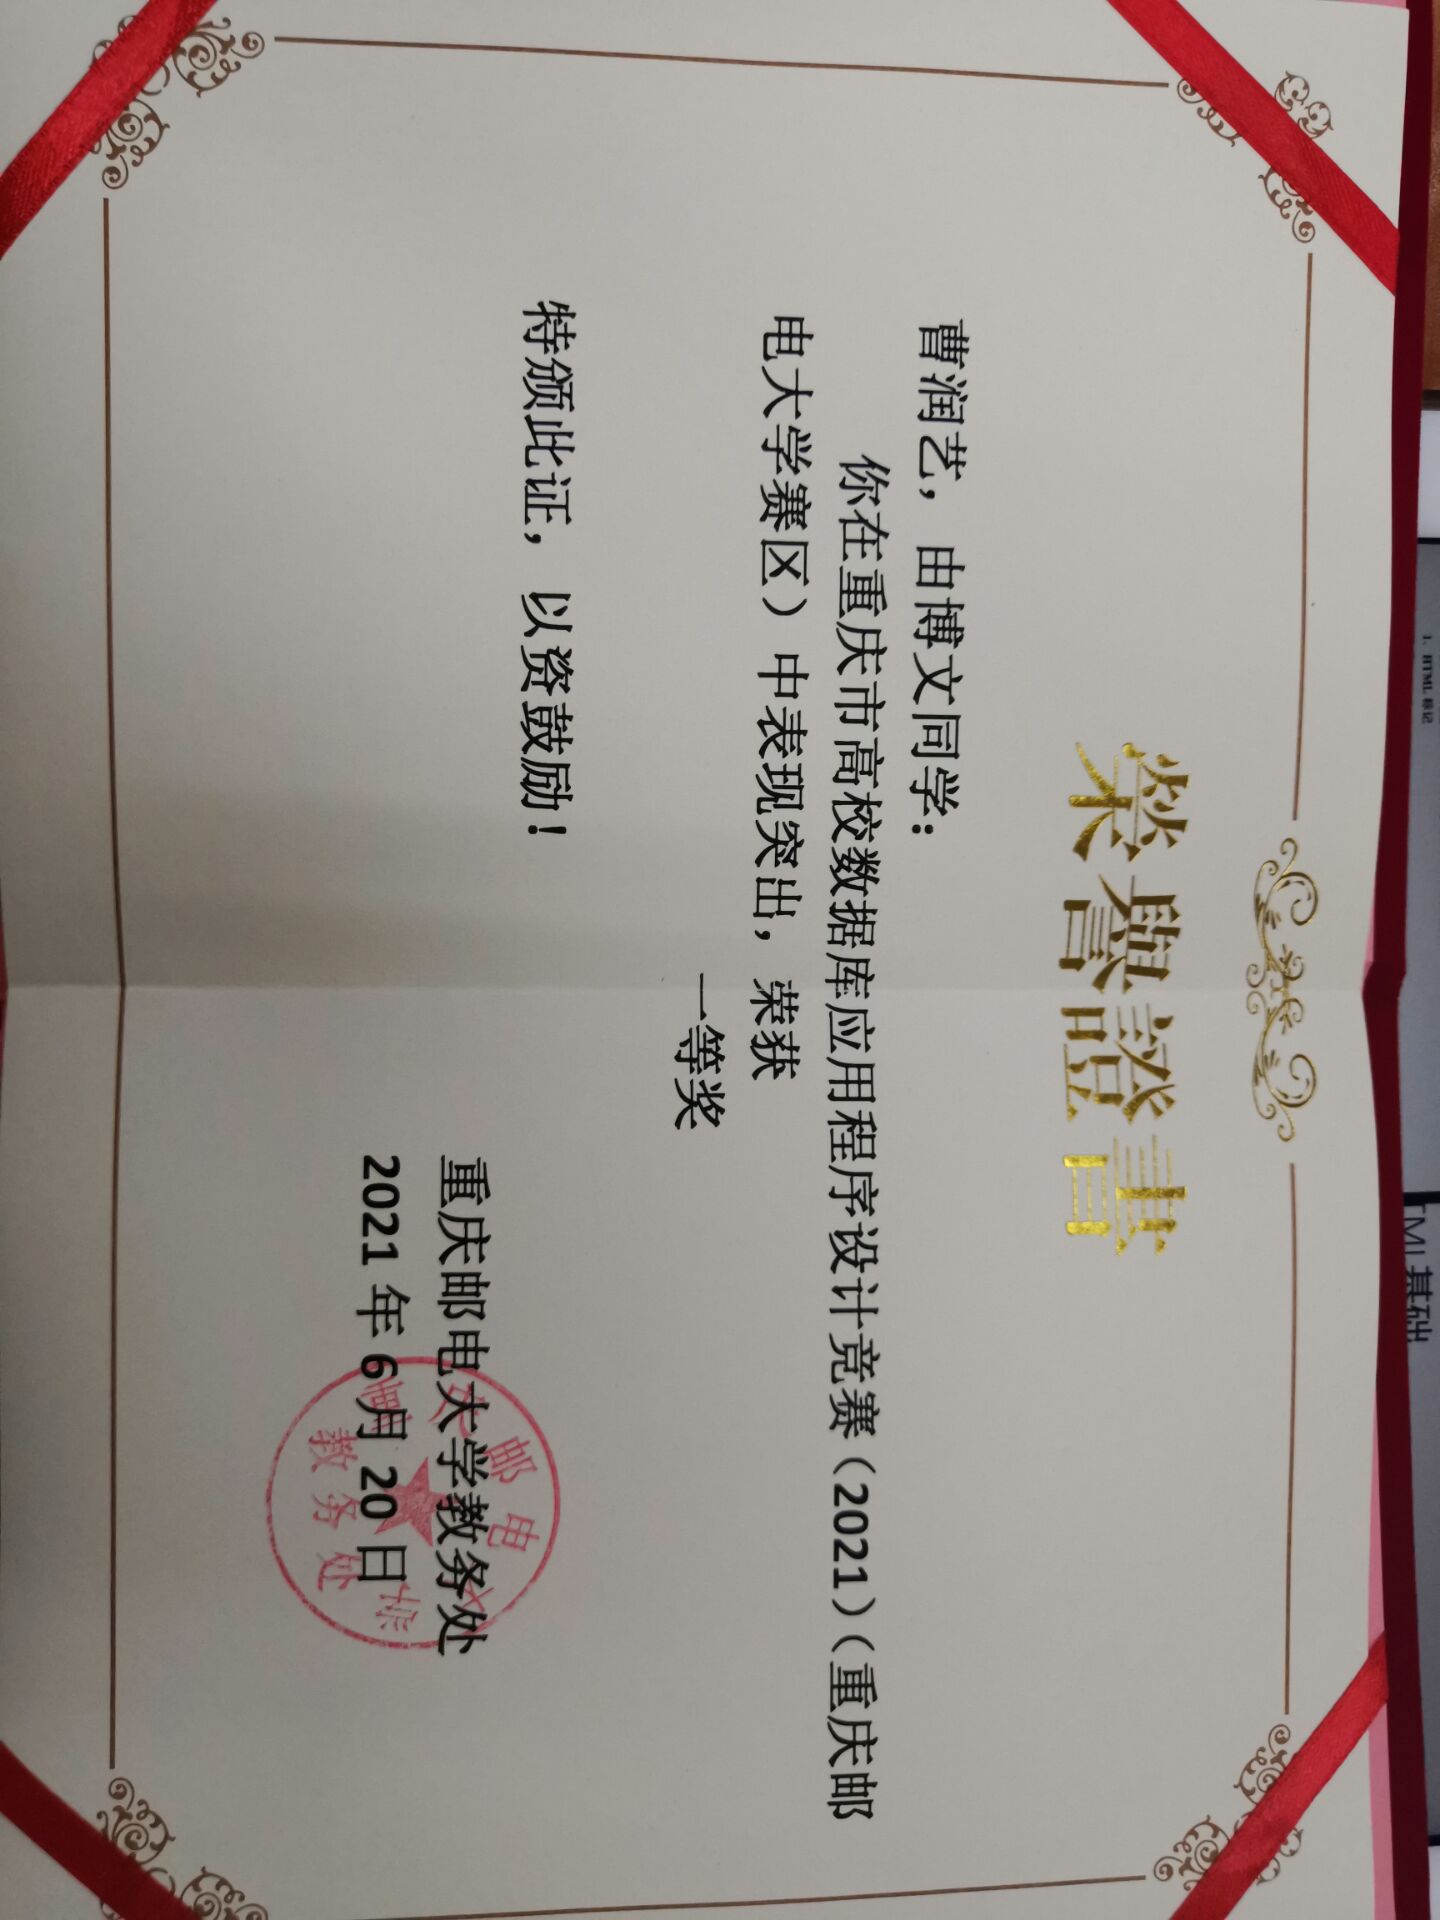 1、HTML 标记
TML基础
榮譽證書
曹润艺，由博文同学：
你在重庆市高校数据库应用程序设计竞赛（2021）（重庆邮
电大学赛区）中表现突出，荣获
一等奖
特颁此证，以资鼓励！
重庆邮电大学教务处
2021 年 6 月 20 日
重庆邮电大学
教务处